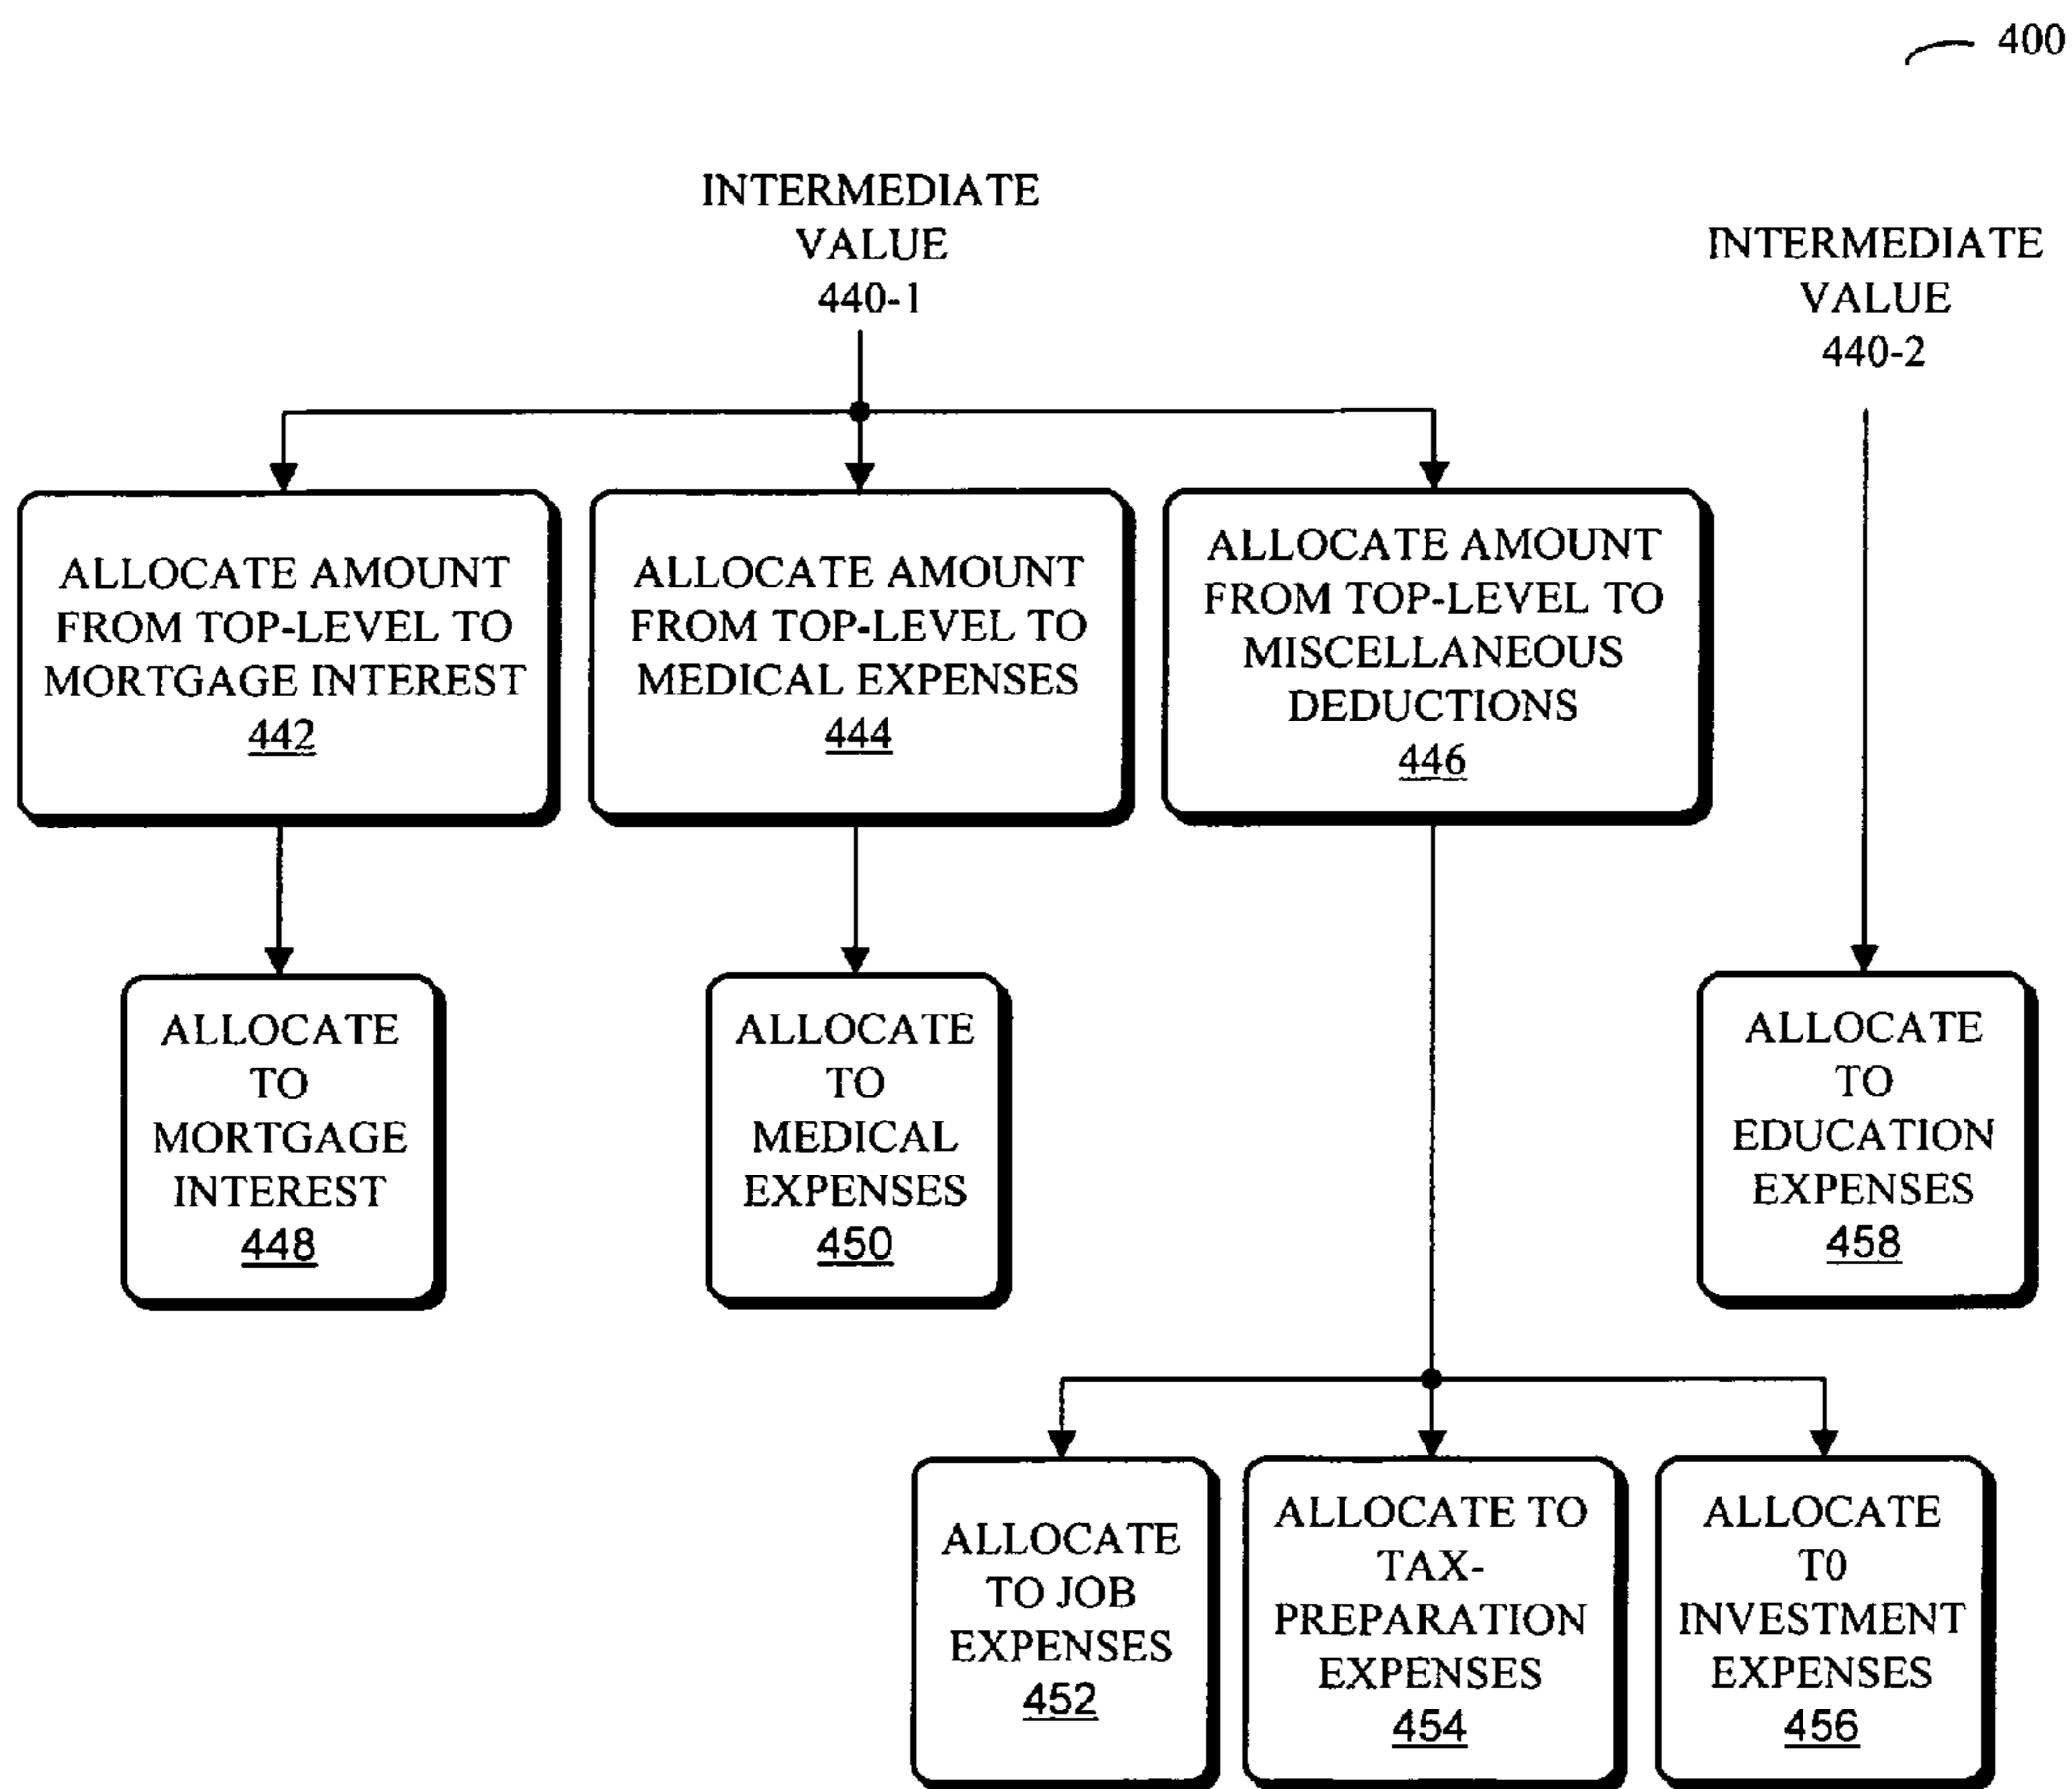 400
INTERMEDIATE
VALUE
440-1
INTERMEDIATE
VALUE
440-2
ALLOCATE AMOUNT
FROM TOP-LEVEL TO
MORTGAGE INTEREST
442
ALLOCATE AMOUNT
FROM TOP-LEVEL TO
MEDICAL EXPENSES
444
ALLOCATE AMOUNT
FROM TOP-LEVEL TO
MISCELLANEOUS
DEDUCTIONS
446
ALLOCATE
TO
MORTGAGE
INTEREST
448
ALLOCATE
TO
MEDICAL
EXPENSES
450
ALLOCATE
TO
EDUCATION
EXPENSES
458
ALLOCATE
TO JOB
EXPENSES
452
ALLOCATE TO
TAX-
PREPARATION
EXPENSES
454
ALLOCATE
T0
INVESTMENT
EXPENSES
456